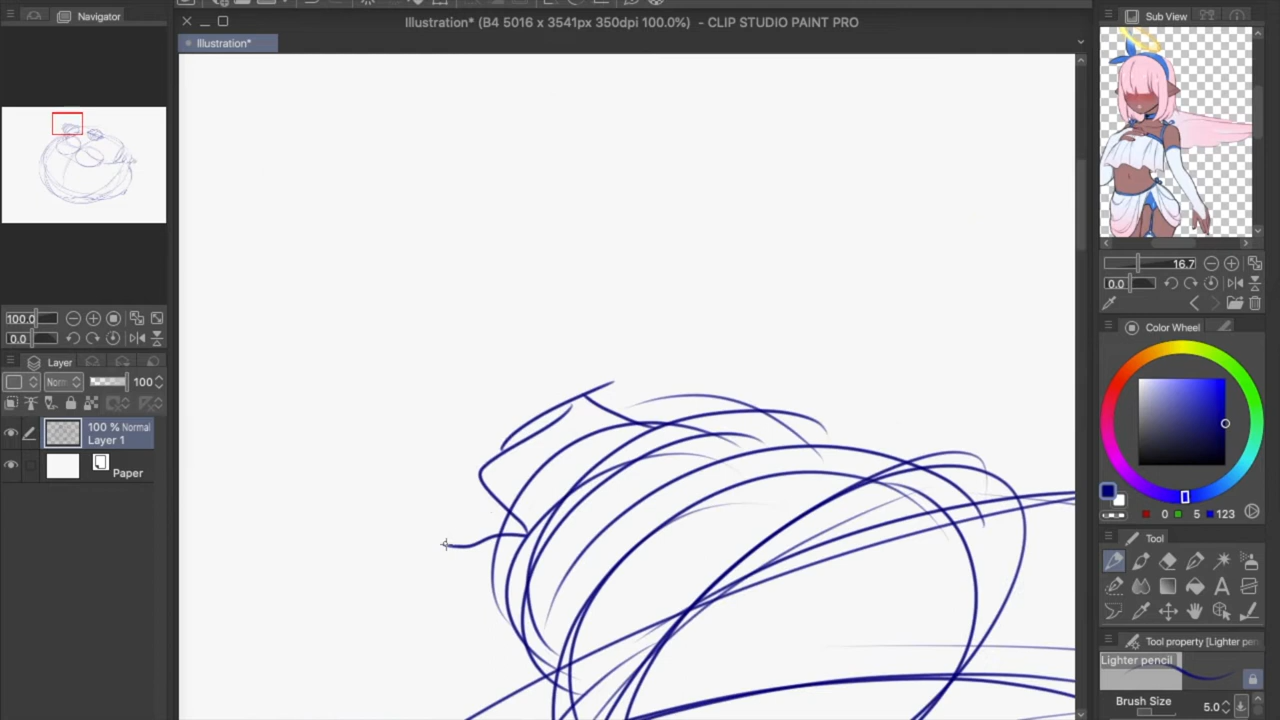 Navigator
Illustration* (B4 5016 x 3541px 350dpi 100.0%) - CLIP STUDIO PAINT PRO
Illustration*
Sub View
100.0
0.0
Layer
Norm
100
100 % Normal
Layer 1
Paper
16.7
0.0
Color Wheel
0 5 123
Tool
Tool property [Lighter pen
Lighter pencil
Brush Size
5.0